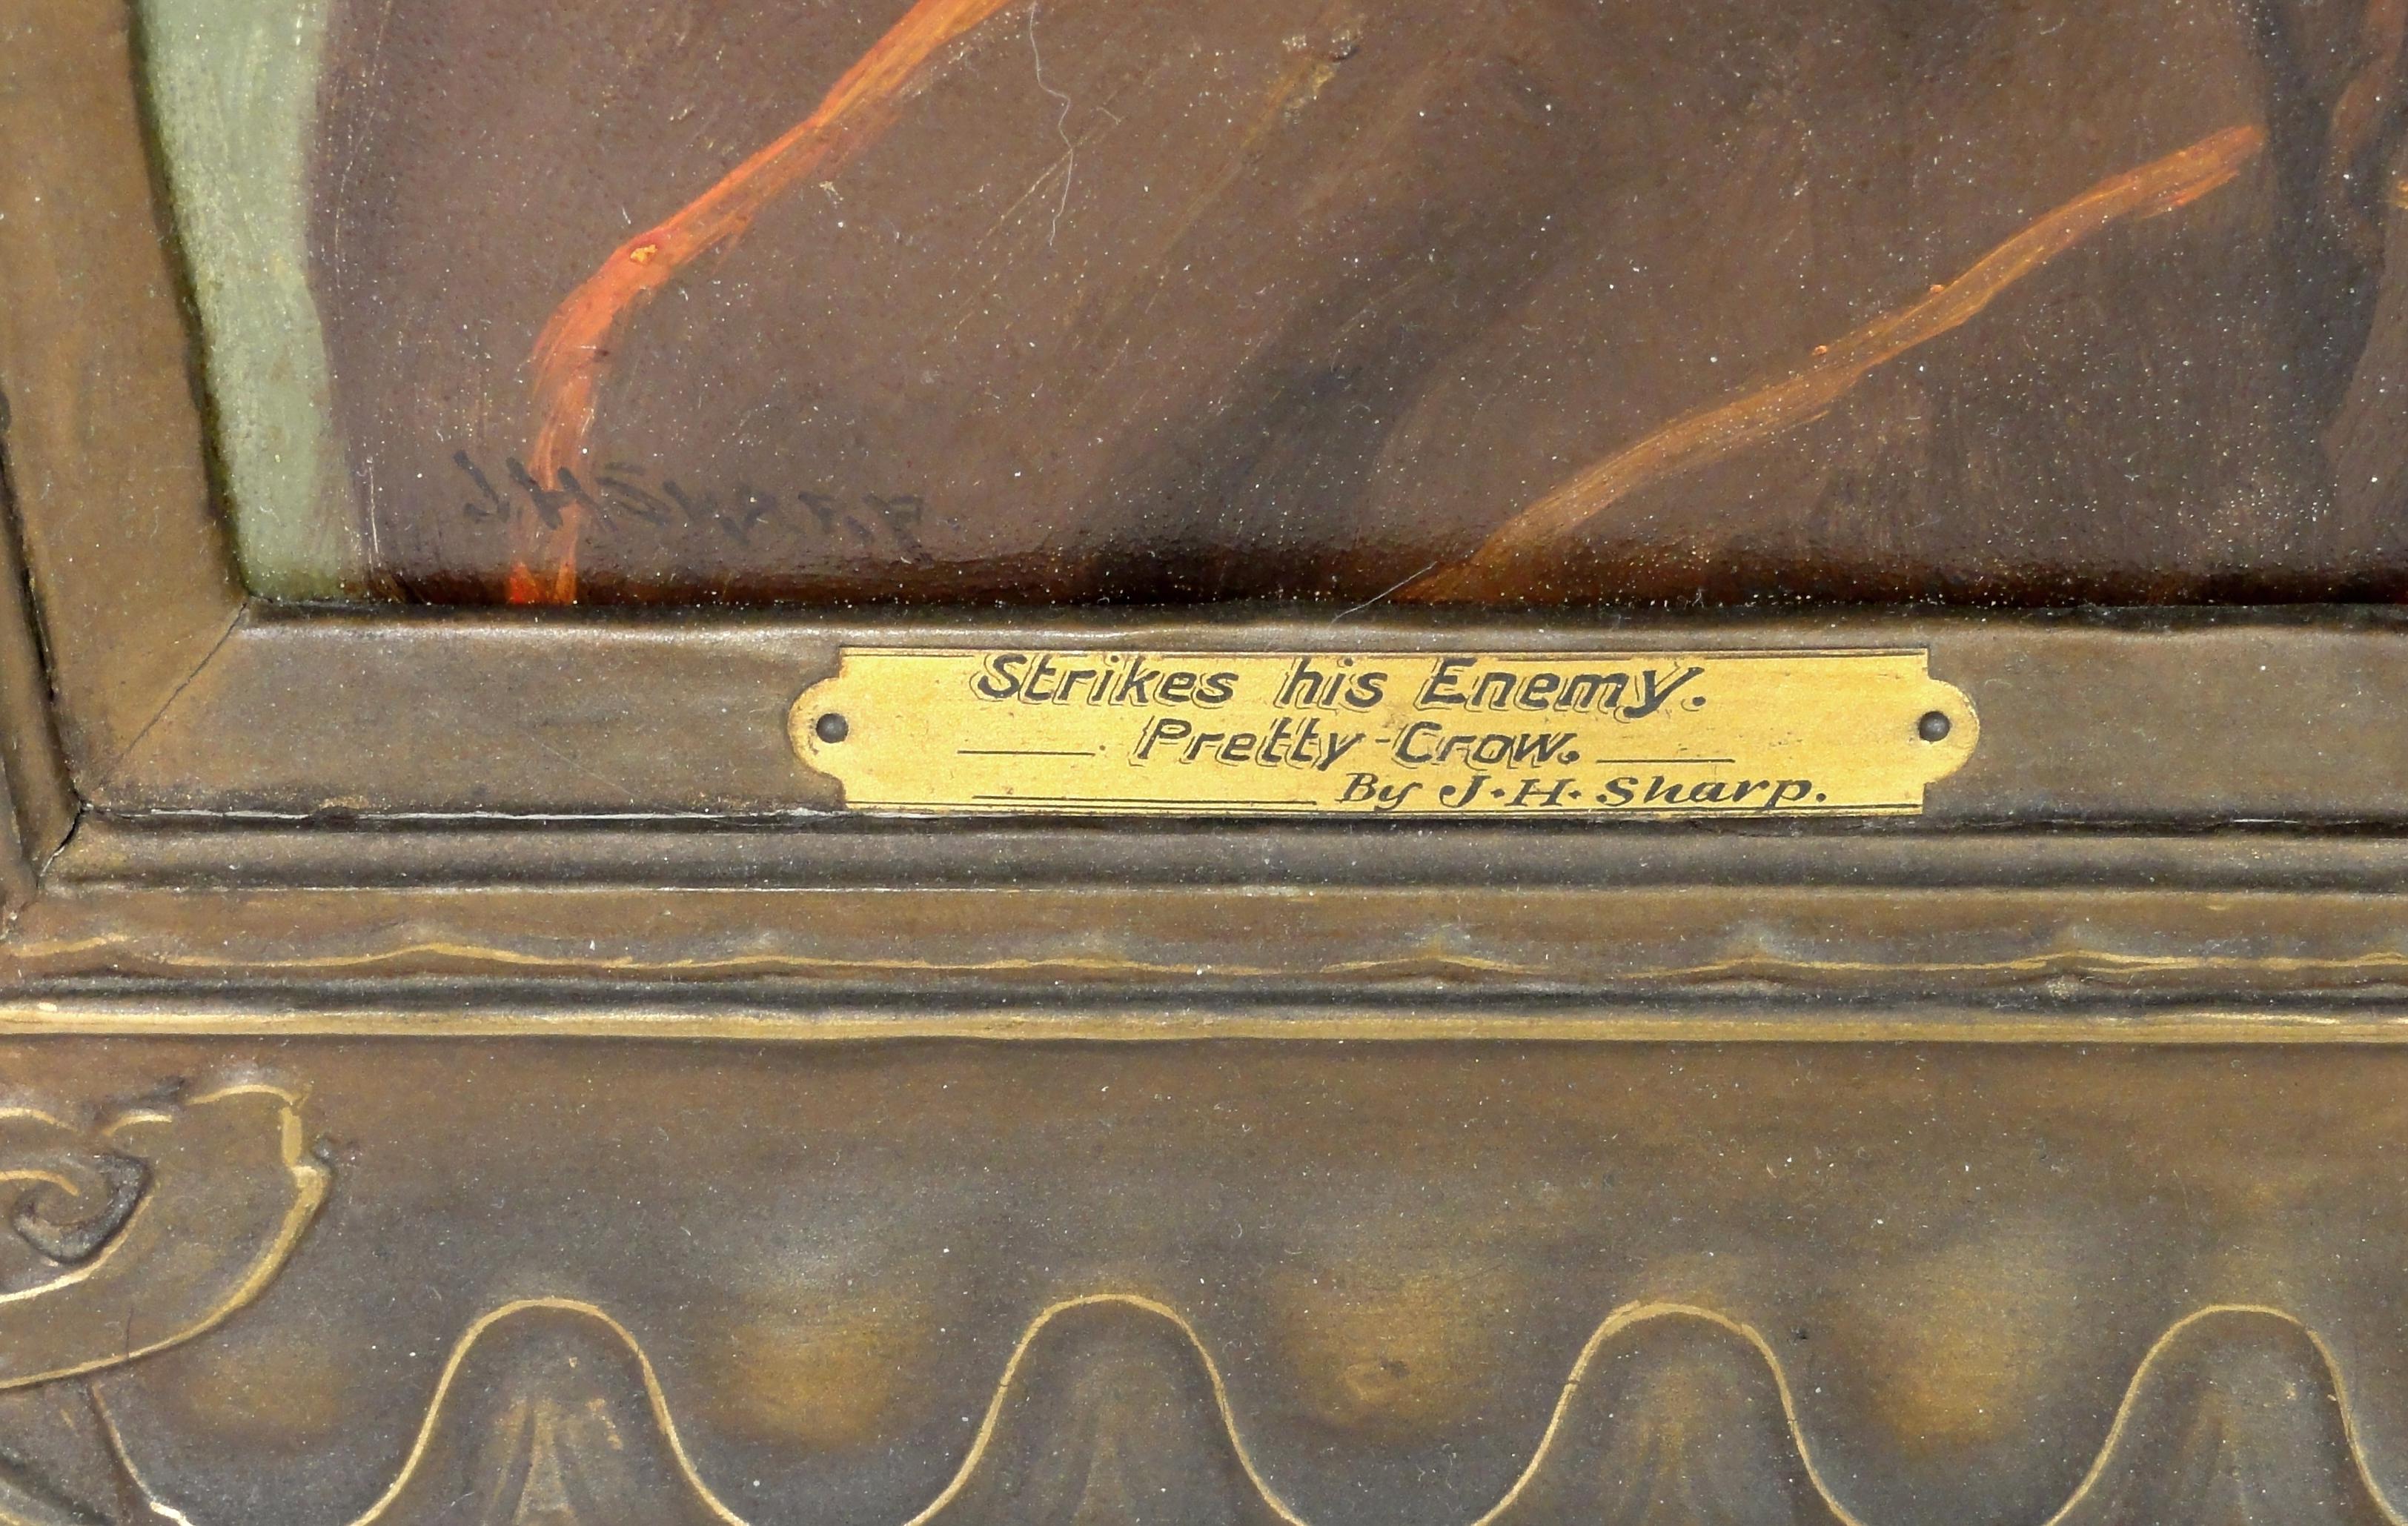 J.H.SHARP.
Strikes his Enemy.
Pretty-Crow.
By J.H. Sharp.